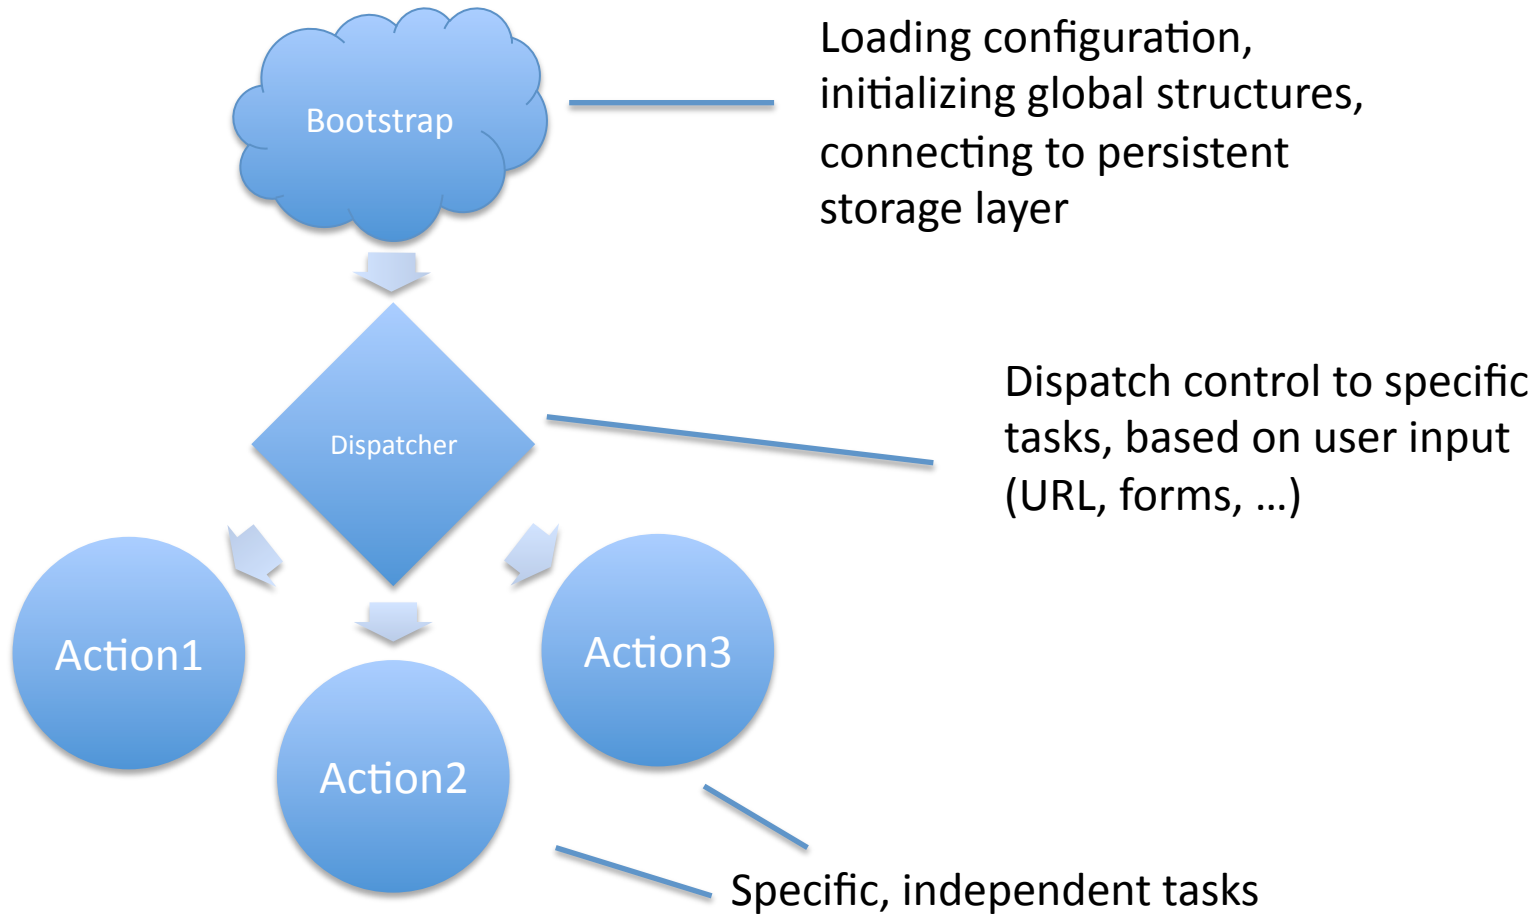 Bootstrap
Loading configuration,
initializing global structures,
connecting to persistent
storage layer
Dispatcher
Dispatch control to specific
tasks, based on user input
(URL, forms, …)
Action1
Action2
Action3
Specific, independent tasks